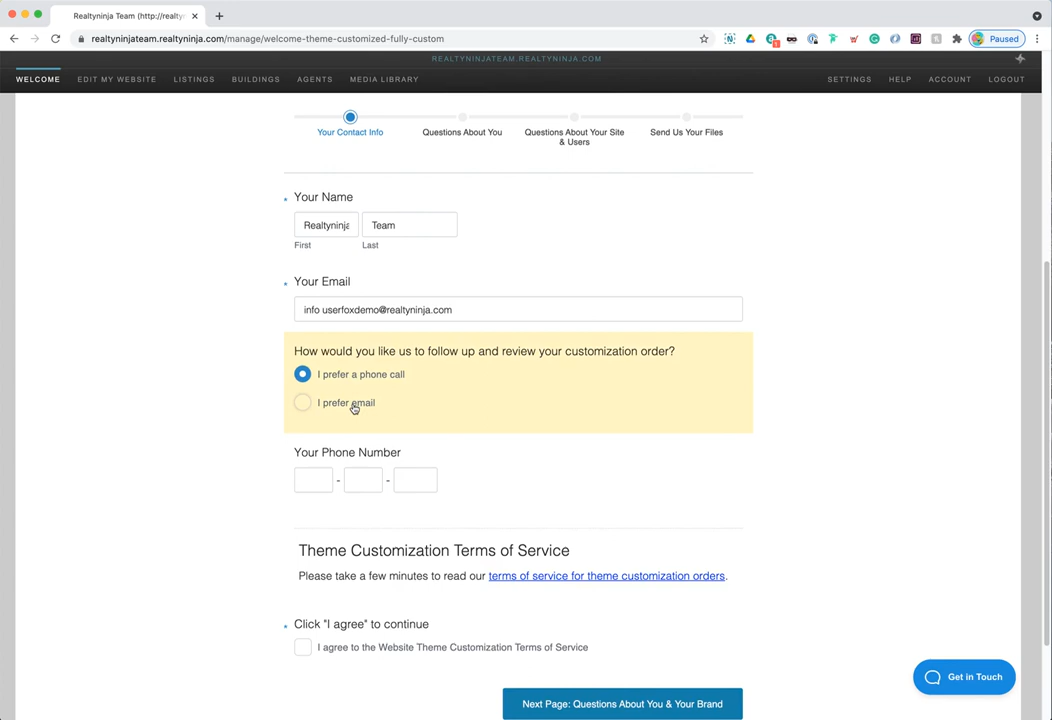 Realtyninja Team (http://realty
realtyninjateam.realtyninja.com/manage/welcome-theme-customized-fully-custom
Paused
REALTYNINJATEAM.REALTYNINJA.COM
WELCOME EDIT MY WEBSITE LISTINGS BUILDINGS AGENTS MEDIA LIBRARY SETTINGS HELP ACCOUNT LOGOUT
Your Contact Info Questions About You Questions About Your Site Send Us Your Files
& Users
* Your Name
Realtyninja Team
First Last
* Your Email
info userfoxdemo@realtyninja.com
How would you like us to follow up and review your customization order?
I prefer a phone call
I prefer email
Your Phone Number
- -
Theme Customization Terms of Service
Please take a few minutes to read our terms of service for theme customization orders.
* Click "I agree" to continue
I agree to the Website Theme Customization Terms of Service
Get in Touch
Next Page: Questions About You & Your Brand